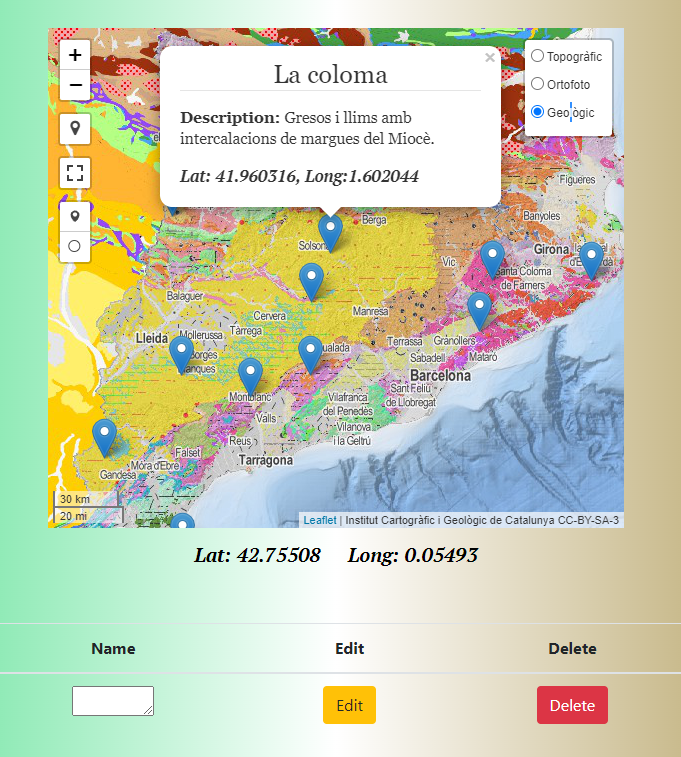 +
−
La coloma
×
Description: Gresos i llims amb
intercalacions de margues del Miocè.
Lat: 41.960316, Long:1.602044
Topogràfic
Ortofoto
Geològic
Figueres
Berga
Banyoles
Solsona
Girona
Vic
Santa Coloma
de Farners
Balaguer
Manresa
Cervera
Tàrrega
Lleida
Mollerussa
Terrassa
Granollers
Sabadell
Mataró
Barcelona
Sant Feliu
de Llobregat
Vilafranca
del Penedès
Montblanc
Valls
Vilanova
i la Geltrú
Reus
Falset
Tarragona
Móra d'Ebre
Gandesa
30 km
20 mi
Leaflet | Institut Cartogràfic i Geològic de Catalunya CC-BY-SA-3
Lat: 42.75508 Long: 0.05493
Name Edit Delete
Edit Delete